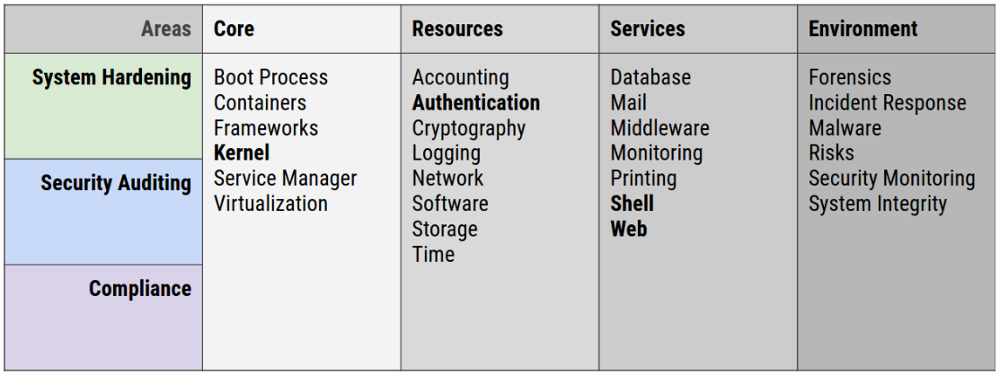 Areas
Core
Resources
Services
Environment
System Hardening
Security Auditing
Compliance
Boot Process
Containers
Frameworks
Kernel
Service Manager
Virtualization
Accounting
Authentication
Cryptography
Logging
Network
Software
Storage
Time
Database
Mail
Middleware
Monitoring
Printing
Shell
Web
Forensics
Incident Response
Malware
Risks
Security Monitoring
System Integrity